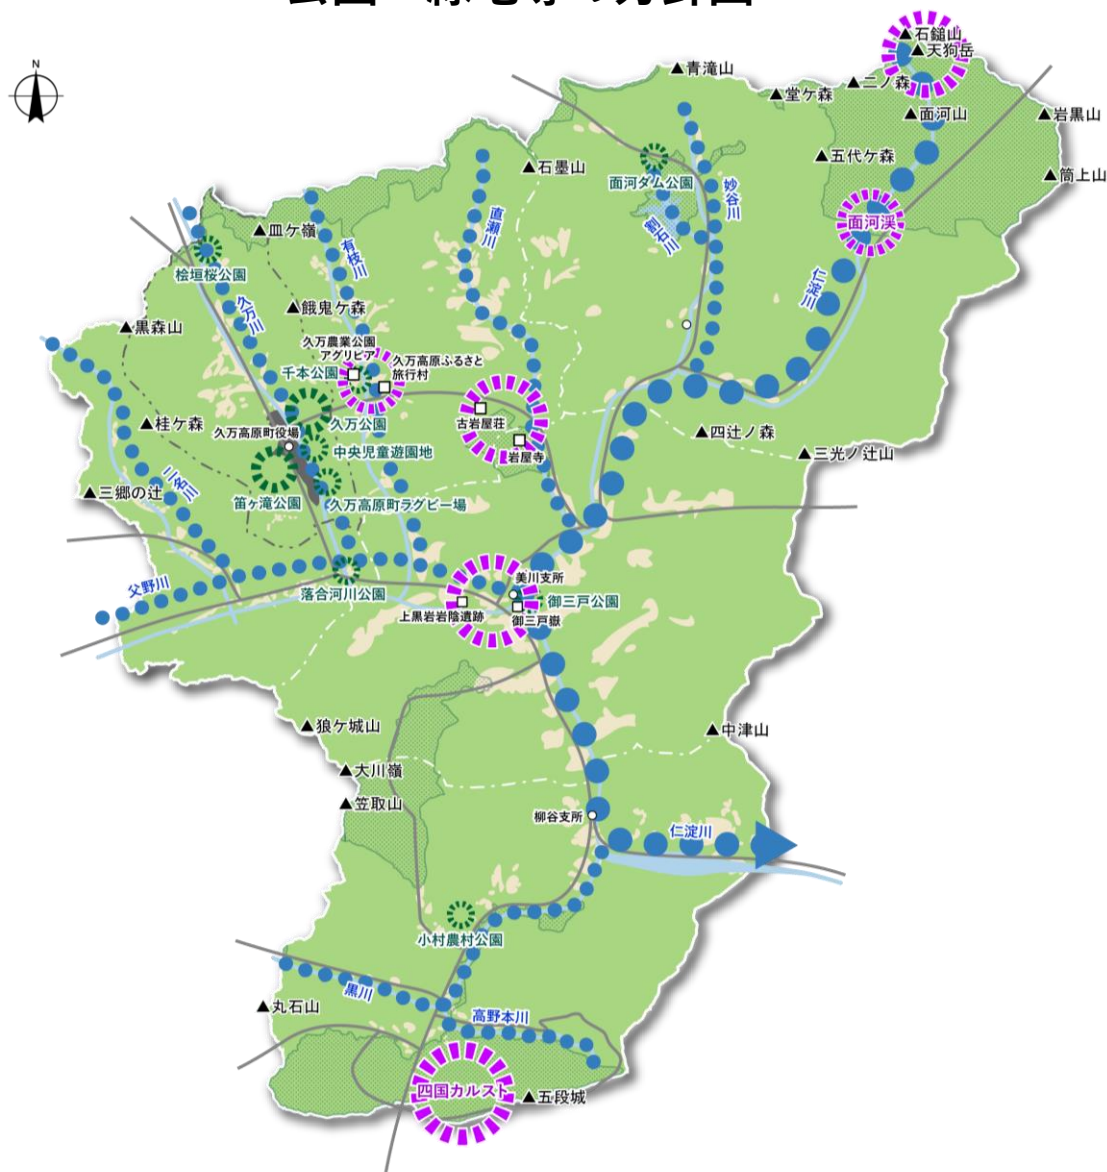 N
石鎚山
天狗岳
青滝山
二ノ森
堂ケ森
面河山
岩黒山
五代ケ森
石墨山
筒上山
面河ダム公園
妙谷川
割石川
直瀬川
面河渓
皿ケ嶺
有枝川
桧垣桜公園
仁淀川
久万川
餓鬼ケ森
黒森山
久万農業公園
アグリピア
久万高原ふるさと
旅行村
千本公園
久万公園
古岩屋荘
桂ケ森
久万高原町役場
四辻ノ森
中央児童遊園地
岩屋寺
三光ノ辻山
二名川
三郷の辻
笛ヶ滝公園
久万高原町ラグビー場
美川支所
父野川
落合河川公園
御三戸公園
上黒岩岩陰遺跡
御三戸嶽
狼ケ城山
中津山
大川嶺
笠取山
柳谷支所
仁淀川
小村農村公園
黒川
丸石山
高野本川
四国カルスト
五段城